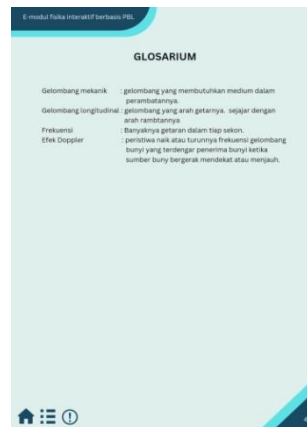 E-modul fisika interaktif berbasis PBL
GLOSARIUM
Gelombang mekanik : gelombang yang membutuhkan medium dalam
perambatannya.
Gelombang longitudinal : gelombang yang arah getarnya. sejajar dengan
arah rambtannya
Frekuensi : Banyaknya getaran dalam tiap sekon.
Efek Doppler : peristiwa naik atau turunnya frekuensi gelombang
bunyi yang terdengar penerima bunyi ketika
sumber buny bergerak mendekat atau menjauh.